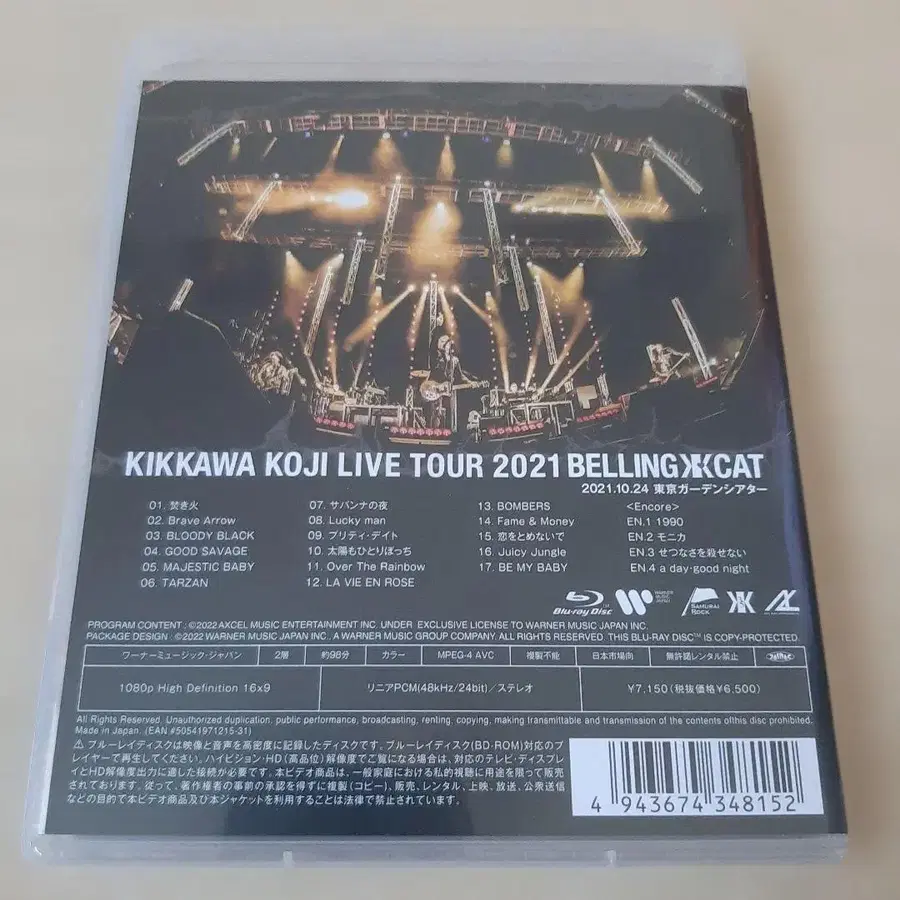 KIKKAWA KOJI LIVE TOUR 2021 BELLING CAT
2021.10.24 東京ガーデンシアター
01. 焚き火
02. Brave Arrow
03. BLOODY BLACK
04. GOOD SAVAGE
05. MAJESTIC BABY
06. TARZAN
07. サバンナの夜
08. Lucky man
09. プリティ・デイト
10. 太陽もひとりぼっち
11. Over The Rainbow
12. LA VIE EN ROSE
13. BOMBERS
14. Fame & Money
15. 恋をとめないで
16. Juicy Jungle
17. BE MY BABY
<Encore>
EN.1 1990
EN.2 モニカ
EN.3 せつなさを殺せない
EN.4 a day・good night
Blu-ray Disc™
WARNER MUSIC JAPAN
SAMURAI ROCK
PROGRAM CONTENT : ©2022 AXCEL MUSIC ENTERTAINMENT INC. UNDER EXCLUSIVE LICENSE TO WARNER MUSIC JAPAN INC.
PACKAGE DESIGN : ©2022 WARNER MUSIC JAPAN INC., A WARNER MUSIC GROUP COMPANY. ALL RIGHTS RESERVED. THIS BLU-RAY DISC™ IS COPY-PROTECTED.
ワーナーミュージック・ジャパン 2層 約98分 カラー MPEG-4 AVC 複製不能 日本市場向 無許諾レンタル禁止
1080p High Definition 16x9 リニアPCM(48kHz/24bit)/ステレオ ¥7,150(税抜価格¥6,500)
All Rights Reserved. Unauthorized duplication, public performance, broadcasting, renting, copying, making transmittable and transmission of the contents ofthis disc prohibited.
Made in Japan. (EAN #50541971215-31)
⚠ ブルーレイディスクは映像と音声を高密度に記録したディスクです。ブルーレイディスク(BD-ROM)対応のプ
レイヤーで再生してください。ハイビジョン・HD(高品位)解像度でご覧になる場合は、対応のテレビ・ディスプレ
イとHD解像度出力に適した接続が必要です。本ビデオ商品は、一般家庭における私的視聴に用途を限って販売
されております。従って、著作権者の事前の承認を得ずに複製(コピー)、販売、レンタル、上映、放送、公衆送信
などの目的で本ビデオ商品及び本ジャケットを利用することは法律で禁止されています。
4 943674 348152